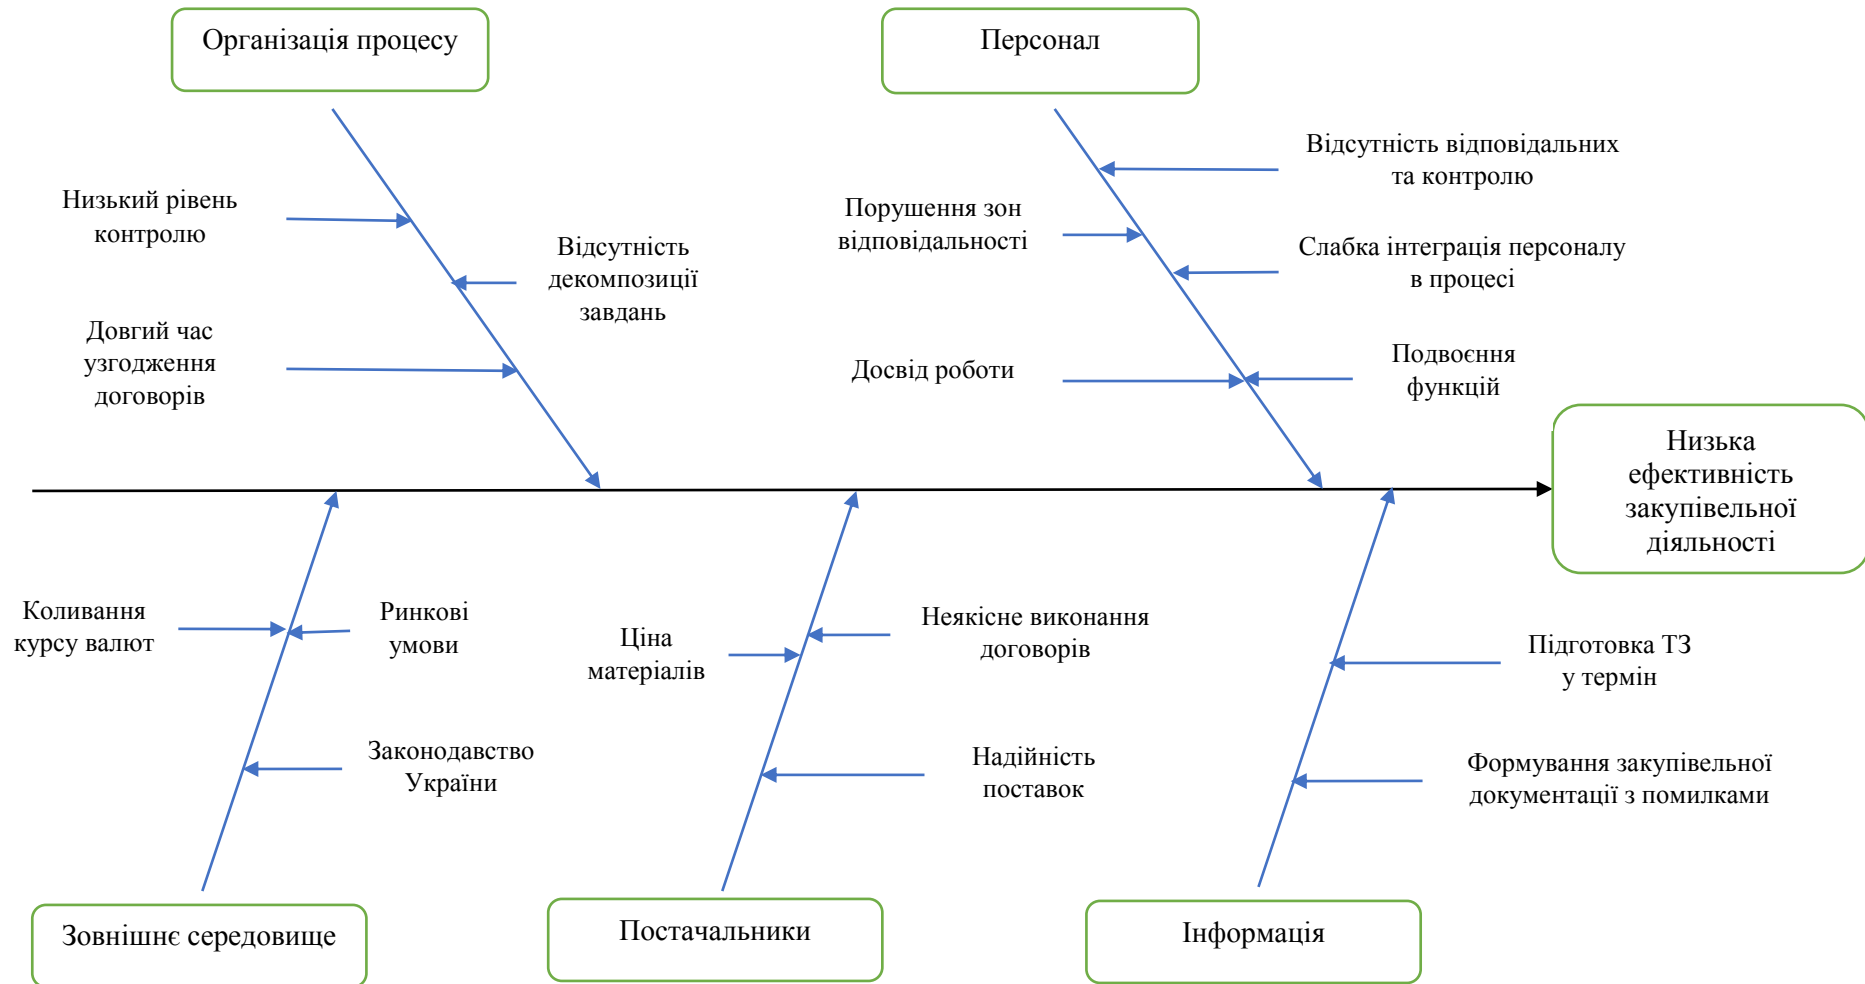 Організація процесу
Персонал
Відсутність відповідальних
та контролю
Низький рівень
контролю
Порушення зон
відповідальності
Відсутність
декомпозиції
завдань
Слабка інтеграція персоналу
в процесі
Довгий час
узгодження
договорів
Досвід роботи
Подвоєння
функцій
Низька
ефективність
закупівельної
діяльності
Коливання
курсу валют
Ринкові
умови
Ціна
матеріалів
Неякісне виконання
договорів
Підготовка ТЗ
у термін
Законодавство
України
Надійність
поставок
Формування закупівельної
документації з помилками
Зовнішнє середовище
Постачальники
Інформація